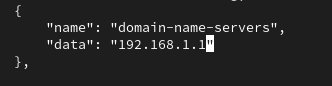 {
    "name": "domain-name-servers",
    "data": "192.168.1.1"
},